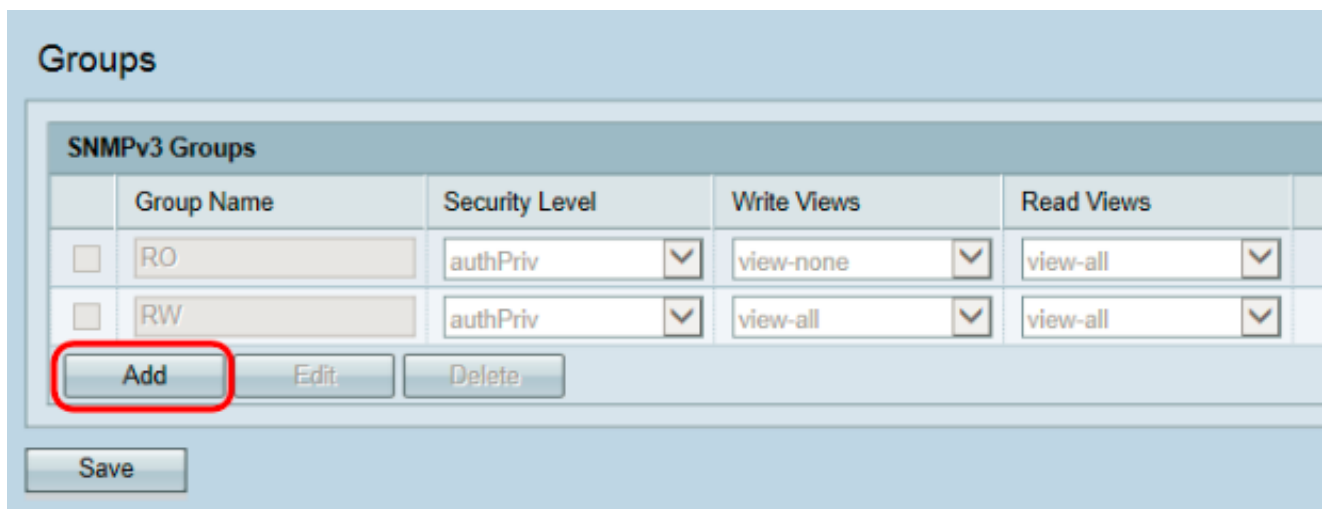 Groups
SNMPv3 Groups
Group Name Security Level Write Views Read Views
RO authPriv view-none view-all
RW authPriv view-all view-all
Add Edit Delete
Save